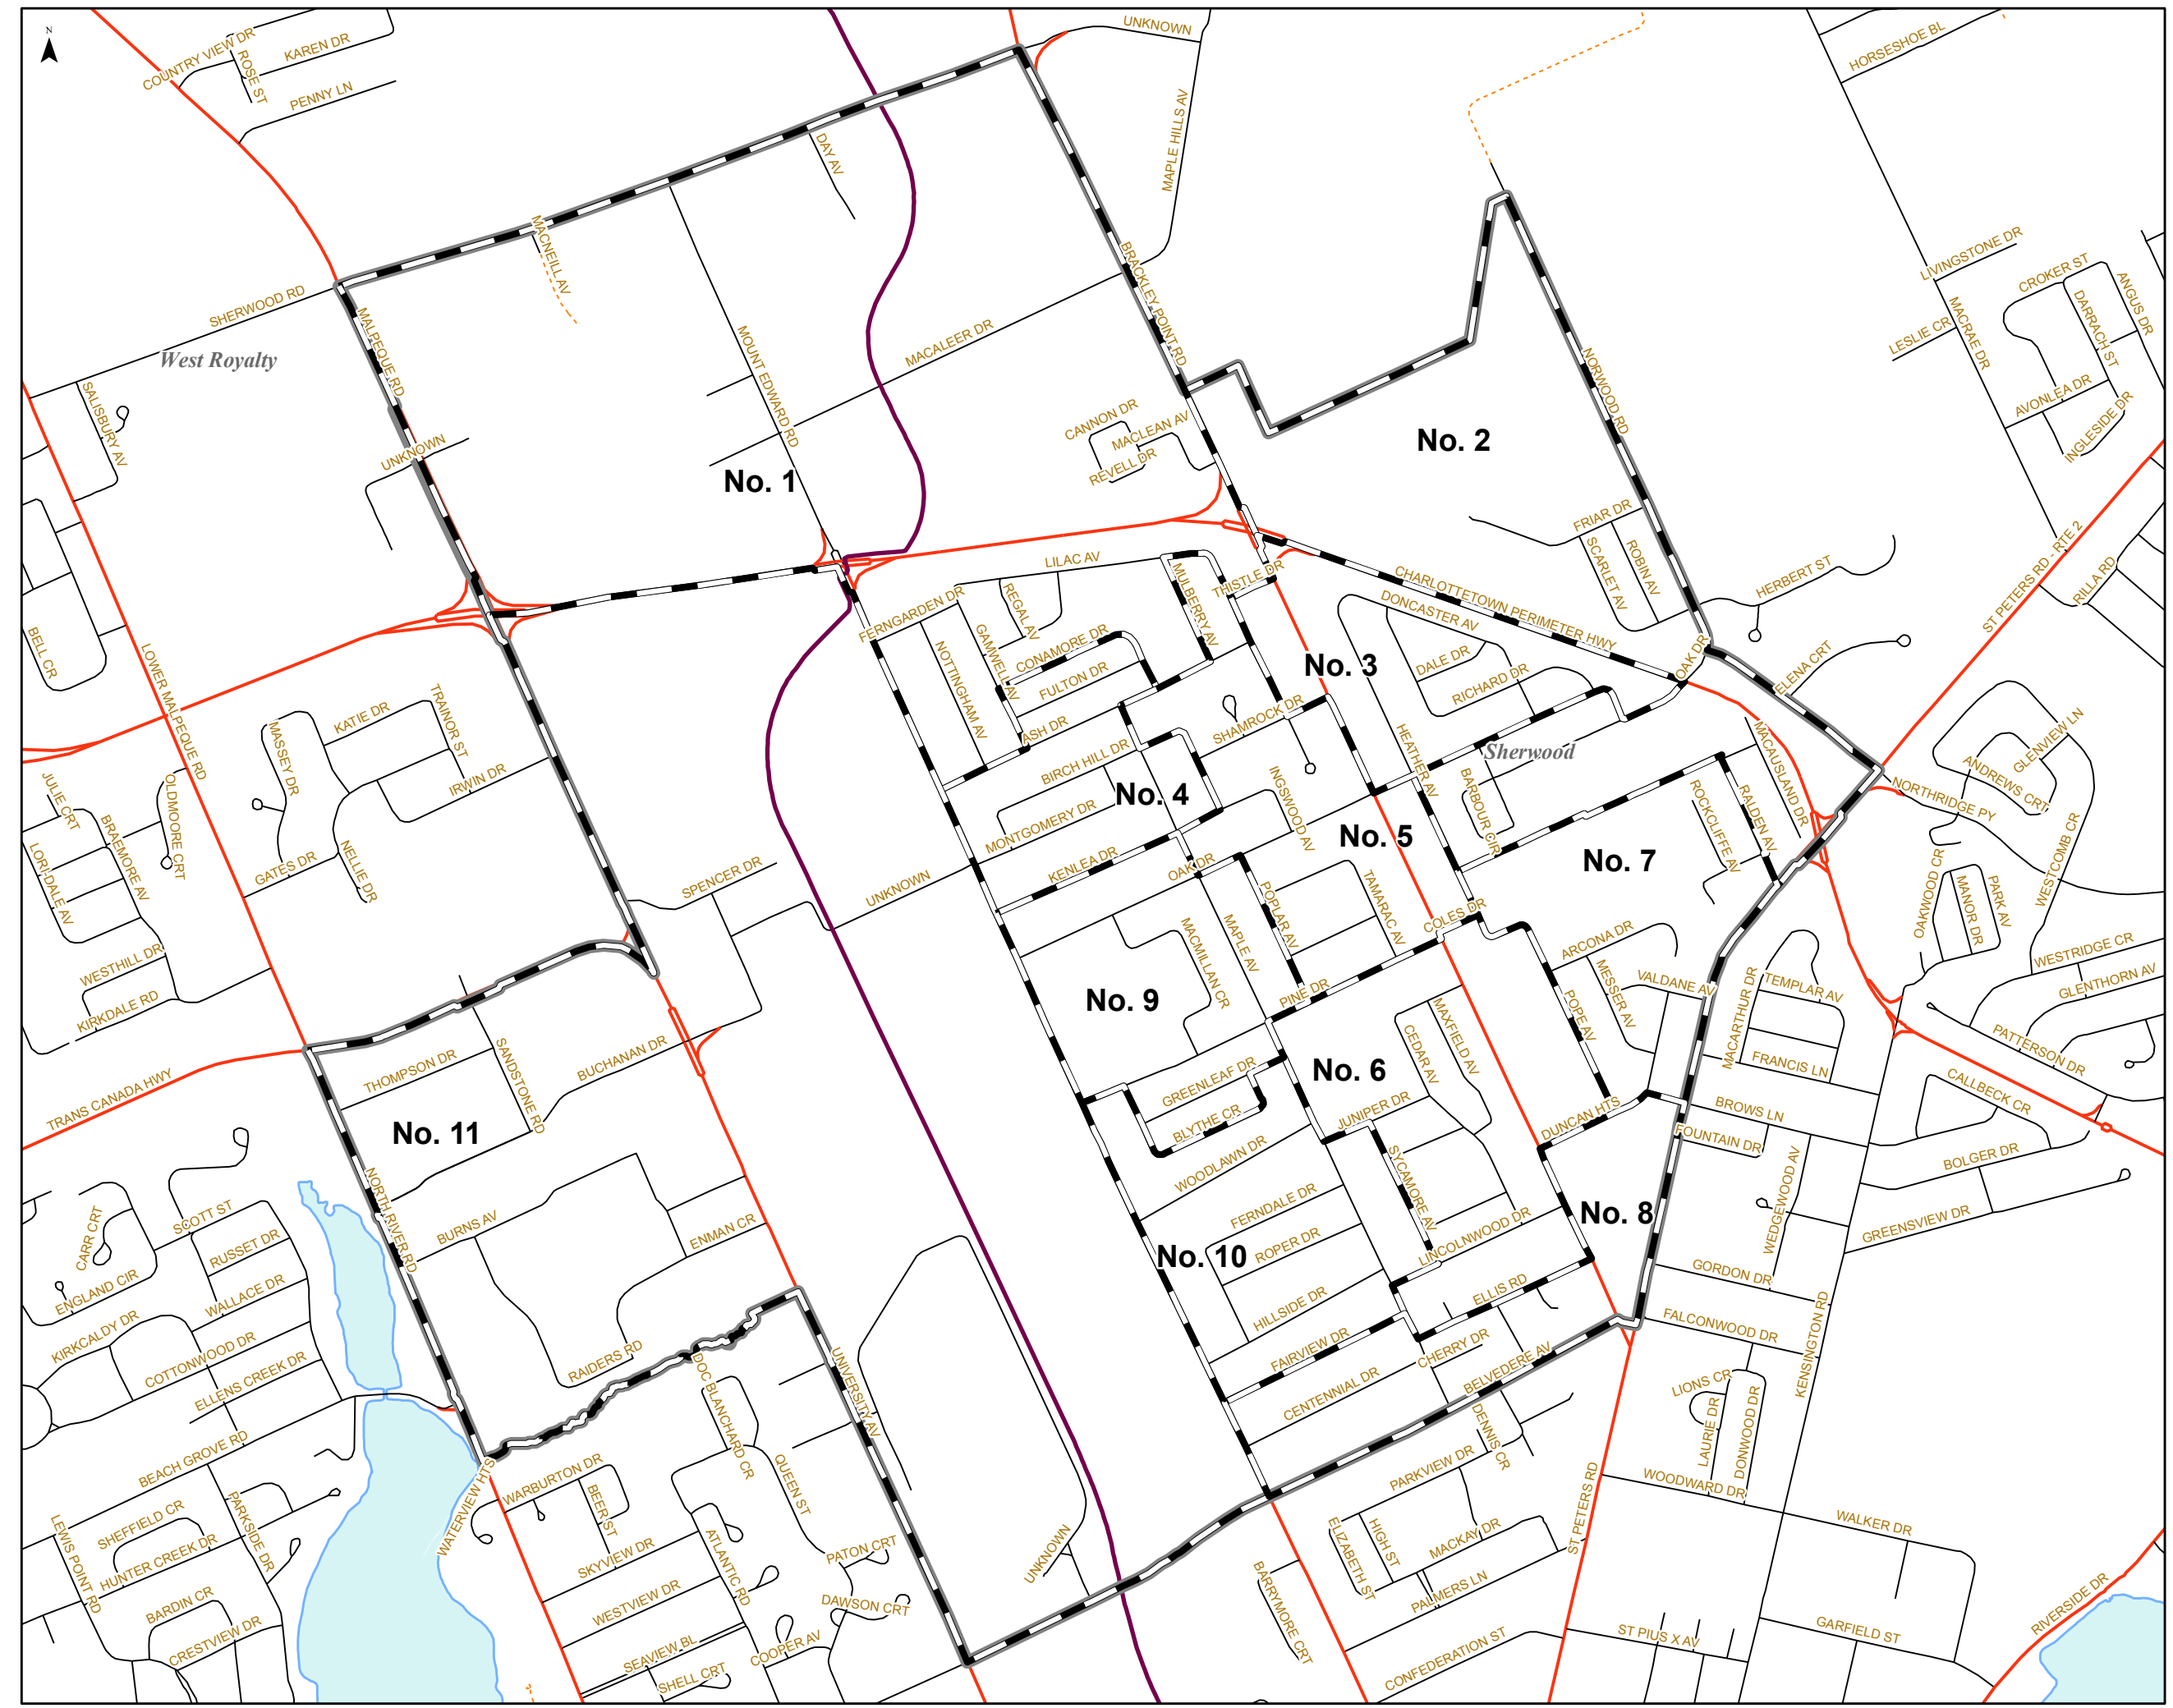 N
COUNTRY VIEW DR
ROSE ST
KAREN DR
PENNY LN
UNKNOWN
MAPLE HILLS AV
HORSESHOE BL
DAY AV
MACNEILL AV
SHERWOOD RD
West Royalty
MALPEQUE RD
BRACKLEY POINT RD
LIVINGSTONE DR
CROKER ST
ANGUS DR
DARRACH ST
LESLIE CR
MACRAE DR
AVONLEA DR
INGLESIDE DR
MOUNT EDWARD RD
MACALEER DR
NORWOOD RD
SALISBURY AV
UNKNOWN
CANNON DR
MACLEAN AV
REVELL DR
No. 1
No. 2
FRIAR DR
SCARLET AV
ROBIN AV
HERBERT ST
ST PETERS RD - RTE 2
RILLA RD
LILAC AV
MULBERRY AV
THISTLE DR
CHARLOTTETOWN PERIMETER HWY
FERNGARDEN DR
REGAL AV
GAMWELL AV
CONAMORE DR
FULTON DR
NOTTINGHAM AV
ASH DR
No. 3
DONCASTER AV
DALE DR
RICHARD DR
OAK DR
ELENA CRT
BELL CR
LOWER MALPEQUE RD
TRAINOR ST
KATIE DR
MASSEY DR
IRWIN DR
GATES DR
NELLIE DR
JULIE CRT
BRAEMORE AV
OLDMOORE CRT
LORI-DALE AV
WESTHILL DR
KIRKDALE RD
SHAMROCK DR
BIRCH HILL DR
No. 4
MONTGOMERY DR
KENLEA DR
INGSWOOD AV
HEATHER AV
Sherwood
BARBOUR CIR
No. 5
No. 7
ROCKCLIFFE AV
RALDEN AV
MACAUSLAND DR
NORTHRIDGE PY
ANDREWS CRT
GLENVIEW LN
WESTCOMB CR
OAKWOOD CR
MANOR DR
PARK AV
WESTRIDGE CR
GLENTHORN AV
SPENCER DR
UNKNOWN
OAK DR
POPLAR AV
TAMARAC AV
COLES DR
MAPLE AV
MACMILLAN CR
No. 9
PINE DR
ARCONA DR
MESSER AV
POPE AV
VALDANE AV
MACARTHUR DR
TEMPLAR AV
FRANCIS LN
PATTERSON DR
CALLBECK CR
TRANS CANADA HWY
THOMPSON DR
SANDSTONE RD
BUCHANAN DR
No. 11
NORTH RIVER RD
GREENLEAF DR
BLYTHE CR
WOODLAWN DR
No. 6
CEDAR AV
MAXFIELD AV
JUNIPER DR
SYCAMORE AV
DUNCAN HTS
BROWS LN
FOUNTAIN DR
WEDGEWOOD AV
BOLGER DR
GREENSVIEW DR
No. 8
CARR CRT
SCOTT ST
RUSSET DR
WALLACE DR
ENGLAND CIR
KIRKCALDY DR
COTTONWOOD DR
ELLENS CREEK DR
BEACH GROVE RD
BURNS AV
ENMAN CR
RAIDERS RD
FERNDALE DR
ROPER DR
No. 10
HILLSIDE DR
FAIRVIEW DR
CENTENNIAL DR
LINCOLNWOOD DR
ELLIS RD
CHERRY DR
BELVEDERE AV
GORDON DR
FALCONWOOD DR
KENSINGTON RD
LIONS CR
LAURIE DR
DONWOOD DR
WOODWARD DR
WALKER DR
GARFIELD ST
RIVERSIDE DR
DOC BLANCHARD CR
UNIVERSITY AV
QUEEN ST
WATERVIEW HTS
WARBURTON DR
BEER ST
SKYVIEW DR
ATLANTIC RD
WESTVIEW DR
SEAVIEW BL
SHELL CRT
COOPER AV
PATON CRT
DAWSON CRT
UNKNOWN
SHEFFIELD CR
HUNTER CREEK DR
LEWIS POINT RD
PARKSIDE DR
BARDIN CR
CRESTVIEW DR
DENNIS CR
PARKVIEW DR
HIGH ST
ELIZABETH ST
MACKAY DR
PALMERS LN
BARRYMORE CRT
CONFEDERATION ST
ST PETERS RD
ST PIUS X AV